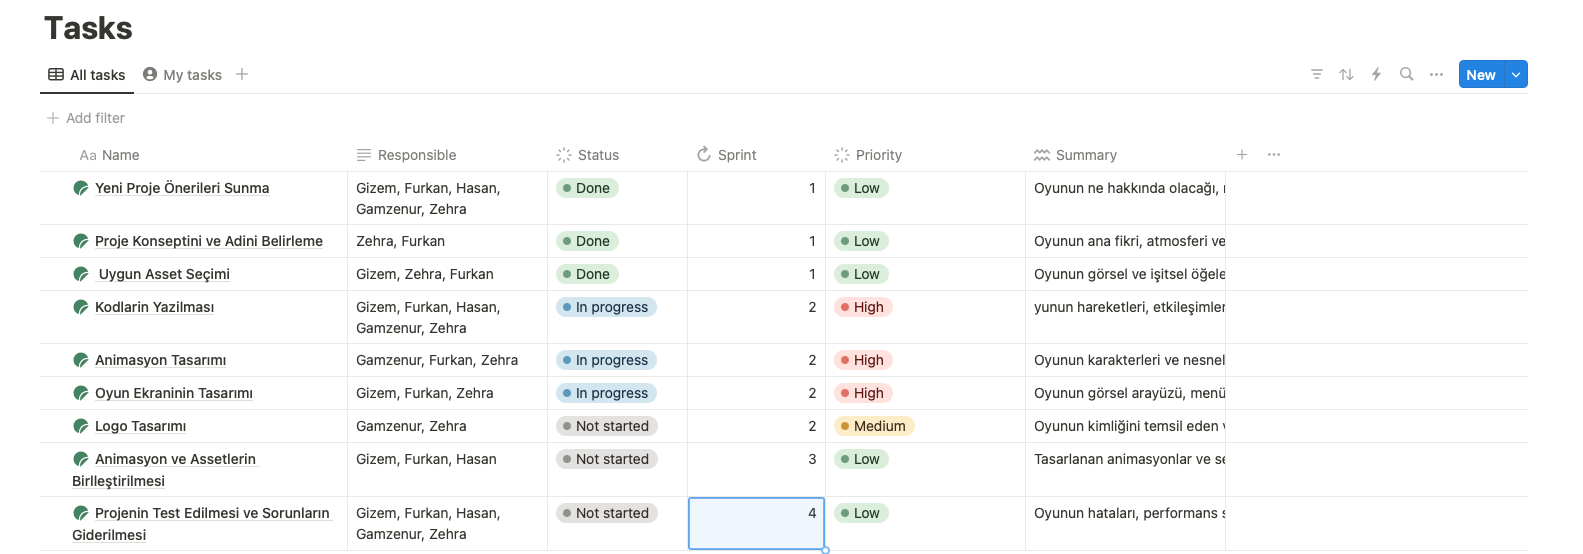 Tasks
All tasks My tasks
New
Add filter
Aa Name Responsible Status Sprint Priority Summary
Yeni Proje Önerileri Sunma Gizem, Furkan, Hasan, Done 1 Low Oyunun ne hakkında olacağı,
Gamzenur, Zehra
Proje Konseptini ve Adini Belirleme Zehra, Furkan Done 1 Low Oyunun ana fikri, atmosferi ve
Uygun Asset Seçimi Gizem, Zehra, Furkan Done 1 Low Oyunun görsel ve işitsel öğele
Kodlarin Yazilması Gizem, Furkan, Hasan, In progress 2 High yunun hareketleri, etkileşimler
Gamzenur, Zehra
Animasyon Tasarımı Gamzenur, Furkan, Zehra In progress 2 High Oyunun karakterleri ve nesnel
Oyun Ekraninin Tasarımı Gizem, Furkan, Zehra In progress 2 High Oyunun görsel arayüzü, menü
Logo Tasarımı Gamzenur, Zehra Not started 2 Medium Oyunun kimliğini temsil eden
Animasyon ve Assetlerin Gizem, Furkan, Hasan Not started 3 Low Tasarlanan animasyonlar ve se
Birlleştirilmesi
Projenin Test Edilmesi ve Sorunların Gizem, Furkan, Hasan, Not started 4 Low Oyunun hataları, performans s
Giderilmesi Gamzenur, Zehra